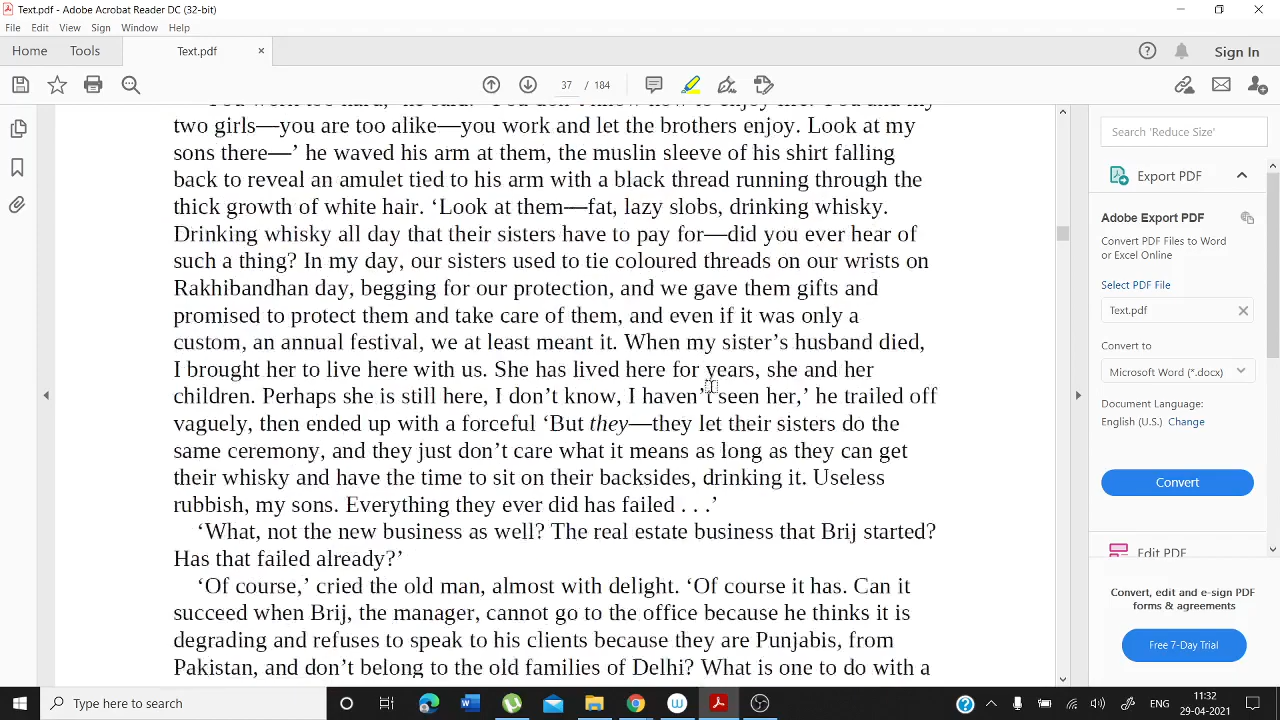 Text.pdf - Adobe Acrobat Reader DC (32-bit)
File Edit View Sign Window Help
Home Tools Text.pdf × Sign In
37 / 184
two girls—you are too alike—you work and let the brothers enjoy. Look at my
sons there—’ he waved his arm at them, the muslin sleeve of his shirt falling
back to reveal an amulet tied to his arm with a black thread running through the
thick growth of white hair. ‘Look at them—fat, lazy slobs, drinking whisky.
Drinking whisky all day that their sisters have to pay for—did you ever hear of
such a thing? In my day, our sisters used to tie coloured threads on our wrists on
Rakhibandhan day, begging for our protection, and we gave them gifts and
promised to protect them and take care of them, and even if it was only a
custom, an annual festival, we at least meant it. When my sister’s husband died,
I brought her to live here with us. She has lived here for years, she and her
children. Perhaps she is still here, I don’t know, I haven’t seen her,’ he trailed off
vaguely, then ended up with a forceful ‘But they—they let their sisters do the
same ceremony, and they just don’t care what it means as long as they can get
their whisky and have the time to sit on their backsides, drinking it. Useless
rubbish, my sons. Everything they ever did has failed . . .’
‘What, not the new business as well? The real estate business that Brij started?
Has that failed already?’
‘Of course,’ cried the old man, almost with delight. ‘Of course it has. Can it
succeed when Brij, the manager, cannot go to the office because he thinks it is
degrading and refuses to speak to his clients because they are Punjabis, from
Pakistan, and don’t belong to the old families of Delhi? What is one to do with a
Search 'Reduce Size'
Export PDF
Adobe Export PDF
Convert PDF Files to Word
or Excel Online
Select PDF File
Text.pdf
Convert to
Microsoft Word (*.docx)
Document Language:
English (U.S.) Change
Convert
Edit PDF
Convert, edit and e-sign PDF
forms & agreements
Free 7-Day Trial
Type here to search
ENG
11:32
29-04-2021